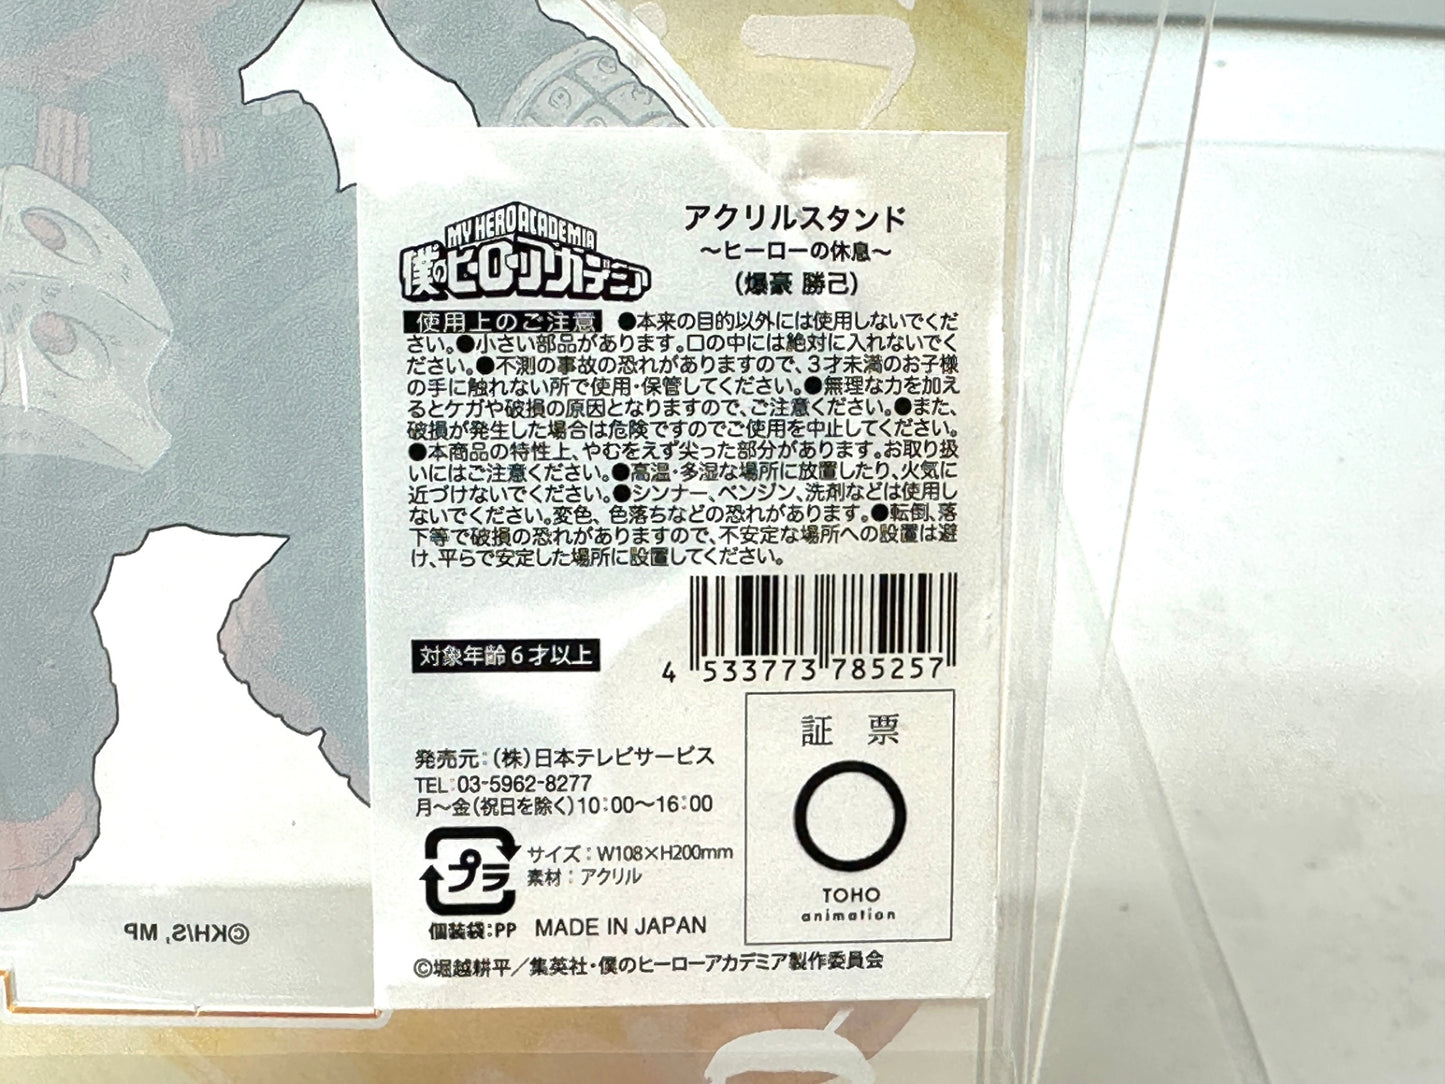 MY HERO ACADEMIA
僕のヒーローアカデミア
アクリルスタンド
～ヒーローの休息～
（爆豪 勝己）
使用上のご注意 ●本来の目的以外には使用しないでくだ
さい。●小さい部品があります。口の中には絶対に入れないでく
ださい。●不測の事故の恐れがありますので、３才未満のお子様
の手に触れない所で使用・保管してください。●無理な力を加え
るとケガや破損の原因となりますので、ご注意ください。●また、
破損が発生した場合は危険ですのでご使用を中止してください。
●本商品の特性上、やむをえず尖った部分があります。お取り扱
いにはご注意ください。●高温・多湿な場所に放置したり、火気に
近づけないでください。●シンナー、ベンジン、洗剤などは使用し
ないでください。変色、色落ちなどの恐れがあります。●転倒、落
下等で破損の恐れがありますので、不安定な場所への設置は避
け、平らで安定した場所に設置してください。
対象年齢６才以上
4 533773 785257
証 票
TOHO
animation
発売元：（株）日本テレビサービス
TEL：03-5962-8277
月～金（祝日を除く）10：00～16：00
プラ
サイズ：W108×H200mm
素材：アクリル
個装袋：PP
MADE IN JAPAN
©堀越耕平／集英社・僕のヒーローアカデミア製作委員会
©KH/S, MP